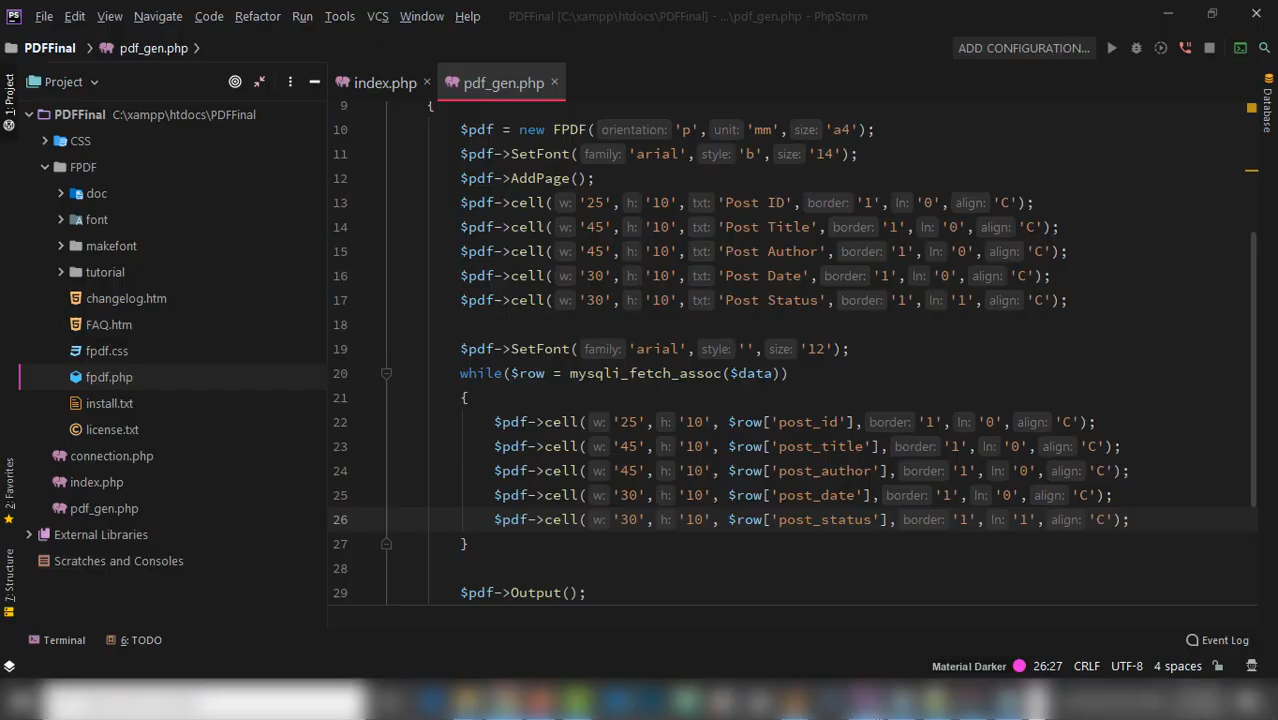 File Edit View Navigate Code Refactor Run Tools VCS Window Help PDFFinal [C:\xampp\htdocs\PDFFinal] - ...\pdf_gen.php - PhpStorm
PDFFinal pdf_gen.php ADD CONFIGURATION...
Project
index.php pdf_gen.php
1: Project
2: Favorites
7: Structure
Database
PDFFinal C:\xampp\htdocs\PDFFinal
CSS
FPDF
doc
font
makefont
tutorial
changelog.htm
FAQ.htm
fpdf.css
fpdf.php
install.txt
license.txt
connection.php
index.php
pdf_gen.php
External Libraries
Scratches and Consoles
9 {
10 $pdf = new FPDF( orientation: 'p', unit: 'mm', size: 'a4');
11 $pdf->SetFont( family: 'arial', style: 'b', size: '14');
12 $pdf->AddPage();
13 $pdf->cell( w: '25', h: '10', txt: 'Post ID', border: '1', ln: '0', align: 'C');
14 $pdf->cell( w: '45', h: '10', txt: 'Post Title', border: '1', ln: '0', align: 'C');
15 $pdf->cell( w: '45', h: '10', txt: 'Post Author', border: '1', ln: '0', align: 'C');
16 $pdf->cell( w: '30', h: '10', txt: 'Post Date', border: '1', ln: '0', align: 'C');
17 $pdf->cell( w: '30', h: '10', txt: 'Post Status', border: '1', ln: '1', align: 'C');
18
19 $pdf->SetFont( family: 'arial', style: '', size: '12');
20 while($row = mysqli_fetch_assoc($data))
21 {
22 $pdf->cell( w: '25', h: '10', $row['post_id'], border: '1', ln: '0', align: 'C');
23 $pdf->cell( w: '45', h: '10', $row['post_title'], border: '1', ln: '0', align: 'C');
24 $pdf->cell( w: '45', h: '10', $row['post_author'], border: '1', ln: '0', align: 'C');
25 $pdf->cell( w: '30', h: '10', $row['post_date'], border: '1', ln: '0', align: 'C');
26 $pdf->cell( w: '30', h: '10', $row['post_status'], border: '1', ln: '1', align: 'C');
27 }
28
29 $pdf->Output();
Terminal 6: TODO Event Log
Material Darker 26:27 CRLF UTF-8 4 spaces